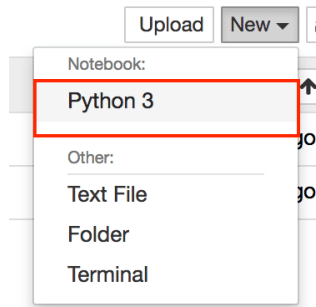 Upload New
Notebook:
Python 3
Other:
Text File
Folder
Terminal